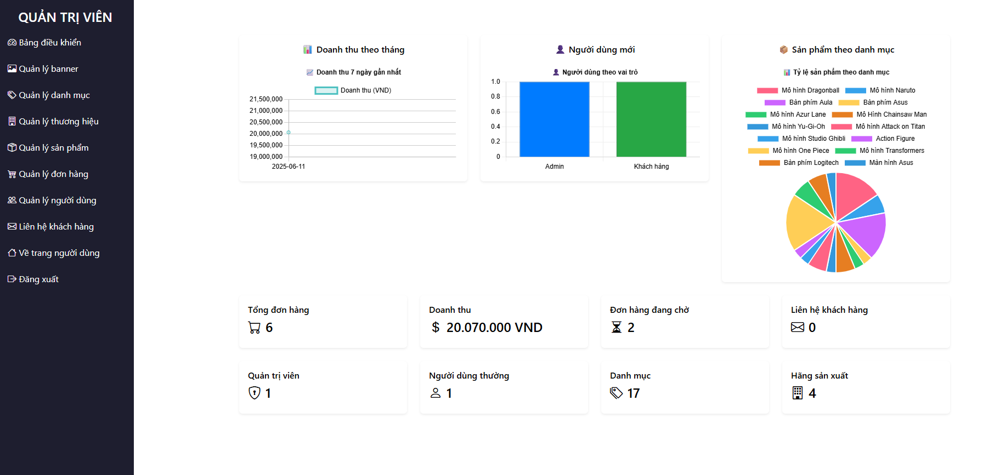 QUẢN TRỊ VIÊN
Bảng điều khiển
Quản lý banner
Quản lý danh mục
Quản lý thương hiệu
Quản lý sản phẩm
Quản lý đơn hàng
Quản lý người dùng
Liên hệ khách hàng
Về trang người dùng
Đăng xuất
Doanh thu theo tháng
Doanh thu 7 ngày gần nhất
Doanh thu (VND)
21,500,000
21,000,000
20,500,000
20,000,000
19,500,000
19,000,000
2025-06-11
Người dùng mới
Người dùng theo vai trò
1.0
0.8
0.6
0.4
0.2
0
Admin Khách hàng
Sản phẩm theo danh mục
Tỷ lệ sản phẩm theo danh mục
Mô hình Dragonball Mô hình Naruto
Bàn phím Aula Bàn phím Asus
Mô hình Azur Lane Mô Hình Chainsaw Man
Mô hình Yu-Gi-Oh Mô hình Attack on Titan
Mô hình Studio Ghibli Action Figure
Mô hình One Piece Mô hình Transformers
Bàn phím Logitech Màn hình Asus
Tổng đơn hàng
6
Doanh thu
$ 20.070.000 VND
Đơn hàng đang chờ
2
Liên hệ khách hàng
0
Quản trị viên
1
Người dùng thường
1
Danh mục
17
Hãng sản xuất
4